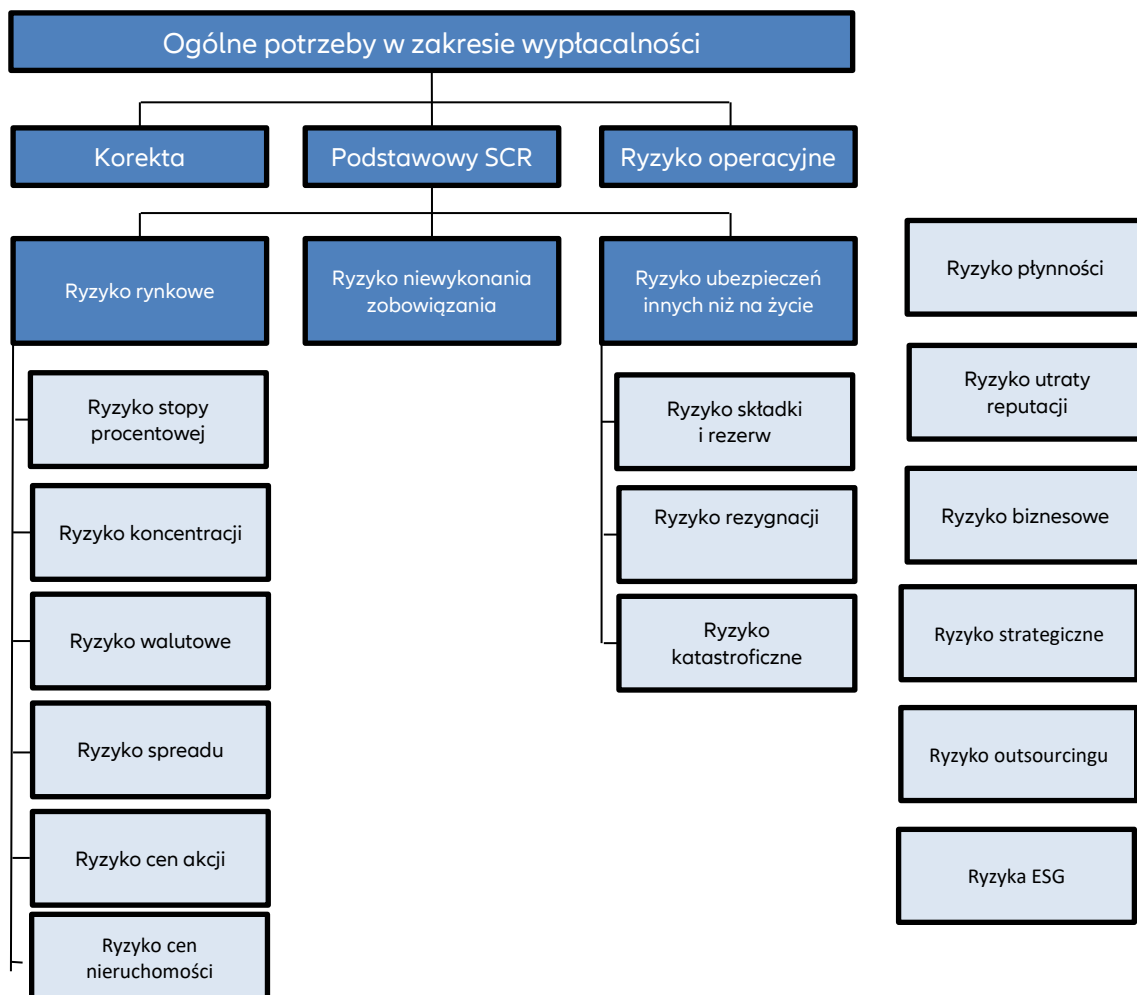 Ogólne potrzeby w zakresie wypłacalności
Korekta
Podstawowy SCR
Ryzyko operacyjne
Ryzyko rynkowe
Ryzyko niewykonania
zobowiązania
Ryzyko ubezpieczeń
innych niż na życie
Ryzyko stopy
procentowej
Ryzyko koncentracji
Ryzyko walutowe
Ryzyko spreadu
Ryzyko cen akcji
Ryzyko cen
nieruchomości
Ryzyko składki
i rezerw
Ryzyko rezygnacji
Ryzyko
katastroficzne
Ryzyko płynności
Ryzyko utraty
reputacji
Ryzyko biznesowe
Ryzyko strategiczne
Ryzyko outsourcingu
Ryzyka ESG